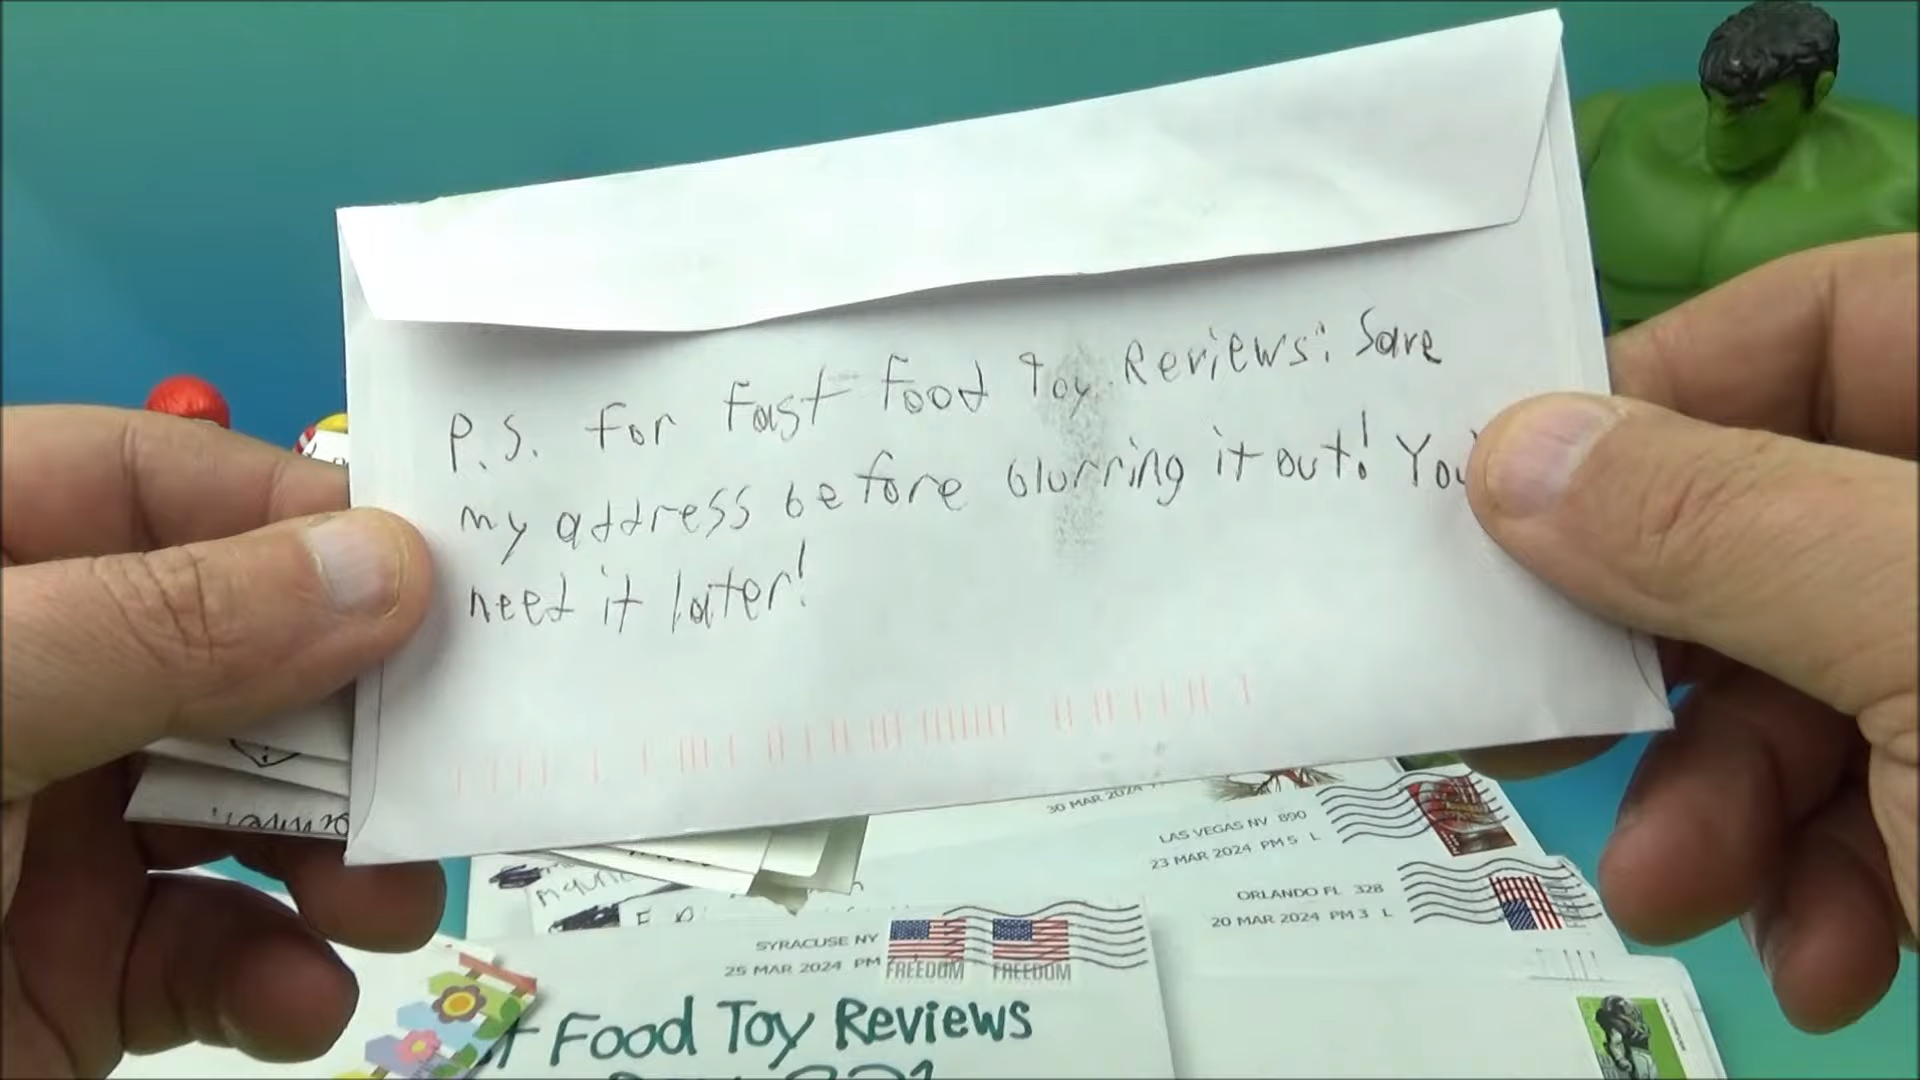 P.S. for Fast Food Toy Reviews: Save
my address before blurring it out! You'
need it later!
30 MAR 2024
LAS VEGAS NV 890
23 MAR 2024 PM 5 L
ORLANDO FL 328
20 MAR 2024 PM 3 L
SYRACUSE NY
25 MAR 2024 PM
FREEDOM FREEDOM
Food Toy Reviews